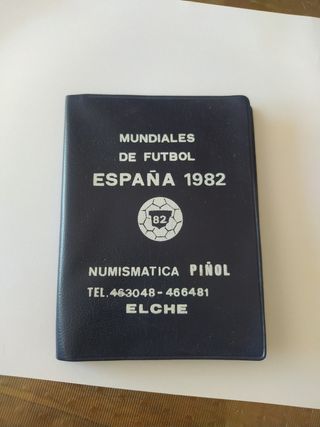 MUNDIALES
DE FUTBOL
ESPAÑA 1982
82
NUMISMATICA PIÑOL
TEL. 463048 - 466481
ELCHE